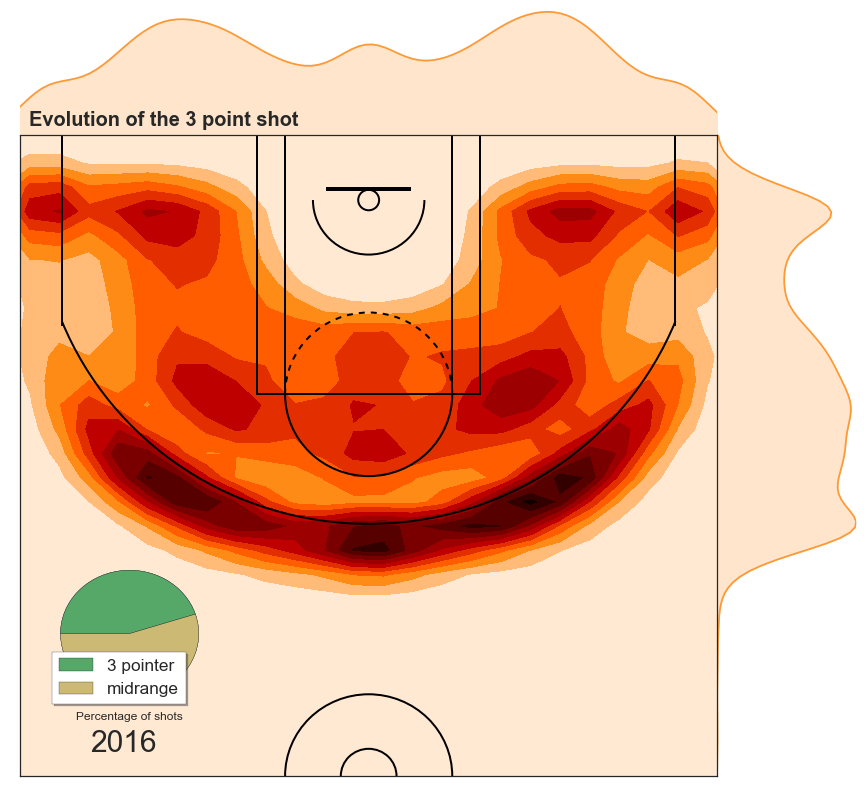 Evolution of the 3 point shot
3 pointer
midrange
Percentage of shots
2016